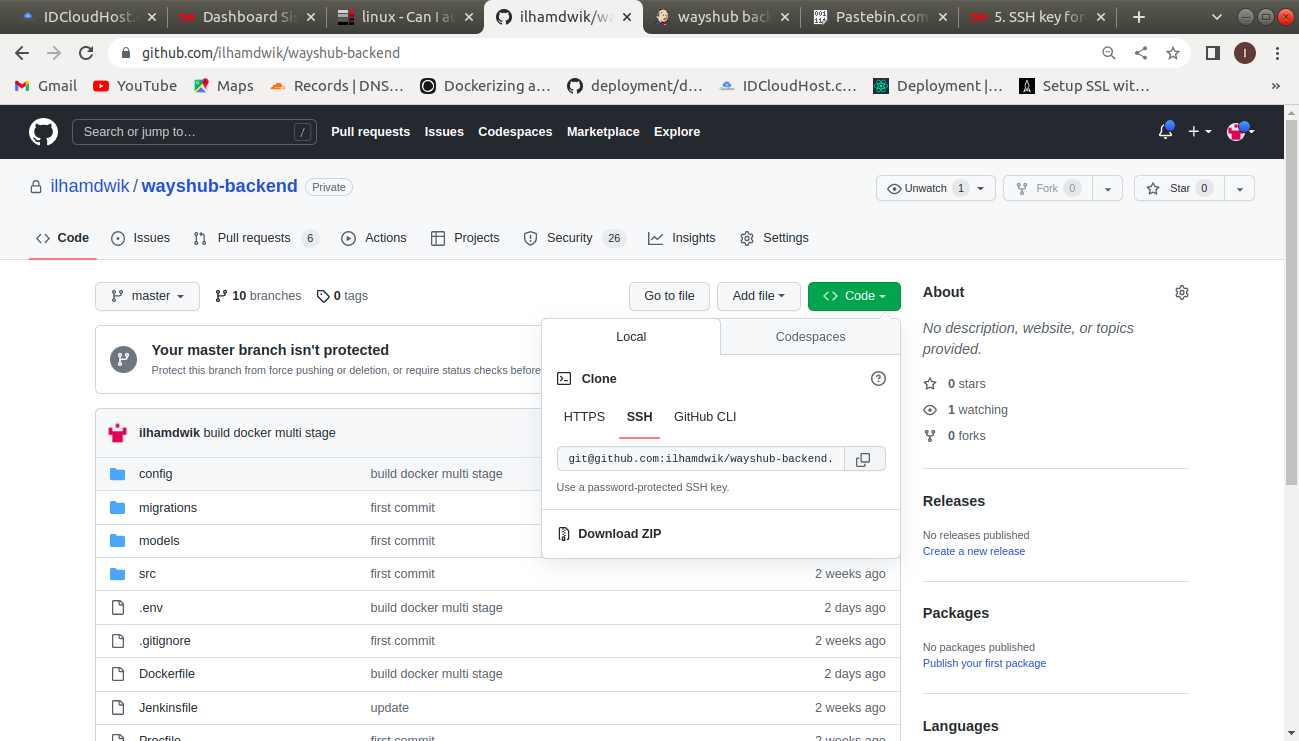 IDCloudHost.
Dashboard Sis
linux - Can I au
ilhamdwik/wa
wayshub back
Pastebin.com
5. SSH key for
github.com/ilhamdwik/wayshub-backend
I
Gmail
YouTube
Maps
Records | DNS…
Dockerizing a…
deployment/d…
IDCloudHost.c…
Deployment |…
Setup SSL wit…
»
Search or jump to…
/
Pull requests
Issues
Codespaces
Marketplace
Explore
ilhamdwik / wayshub-backend
Private
Unwatch 1
Fork 0
Star 0
Code
Issues
Pull requests 6
Actions
Projects
Security 26
Insights
Settings
master
10 branches
0 tags
Go to file
Add file
Code
Your master branch isn't protected
Protect this branch from force pushing or deletion, or require status checks before
Local
Codespaces
Clone
HTTPS
SSH
GitHub CLI
git@github.com:ilhamdwik/wayshub-backend.
Use a password-protected SSH key.
Download ZIP
ilhamdwik build docker multi stage
config build docker multi stage
migrations first commit
models first commit
src first commit 2 weeks ago
.env build docker multi stage 2 days ago
.gitignore first commit 2 weeks ago
Dockerfile build docker multi stage 2 days ago
Jenkinsfile update 2 weeks ago
Procfile first commit 2 weeks ago
About
No description, website, or topics
provided.
0 stars
1 watching
0 forks
Releases
No releases published
Create a new release
Packages
No packages published
Publish your first package
Languages